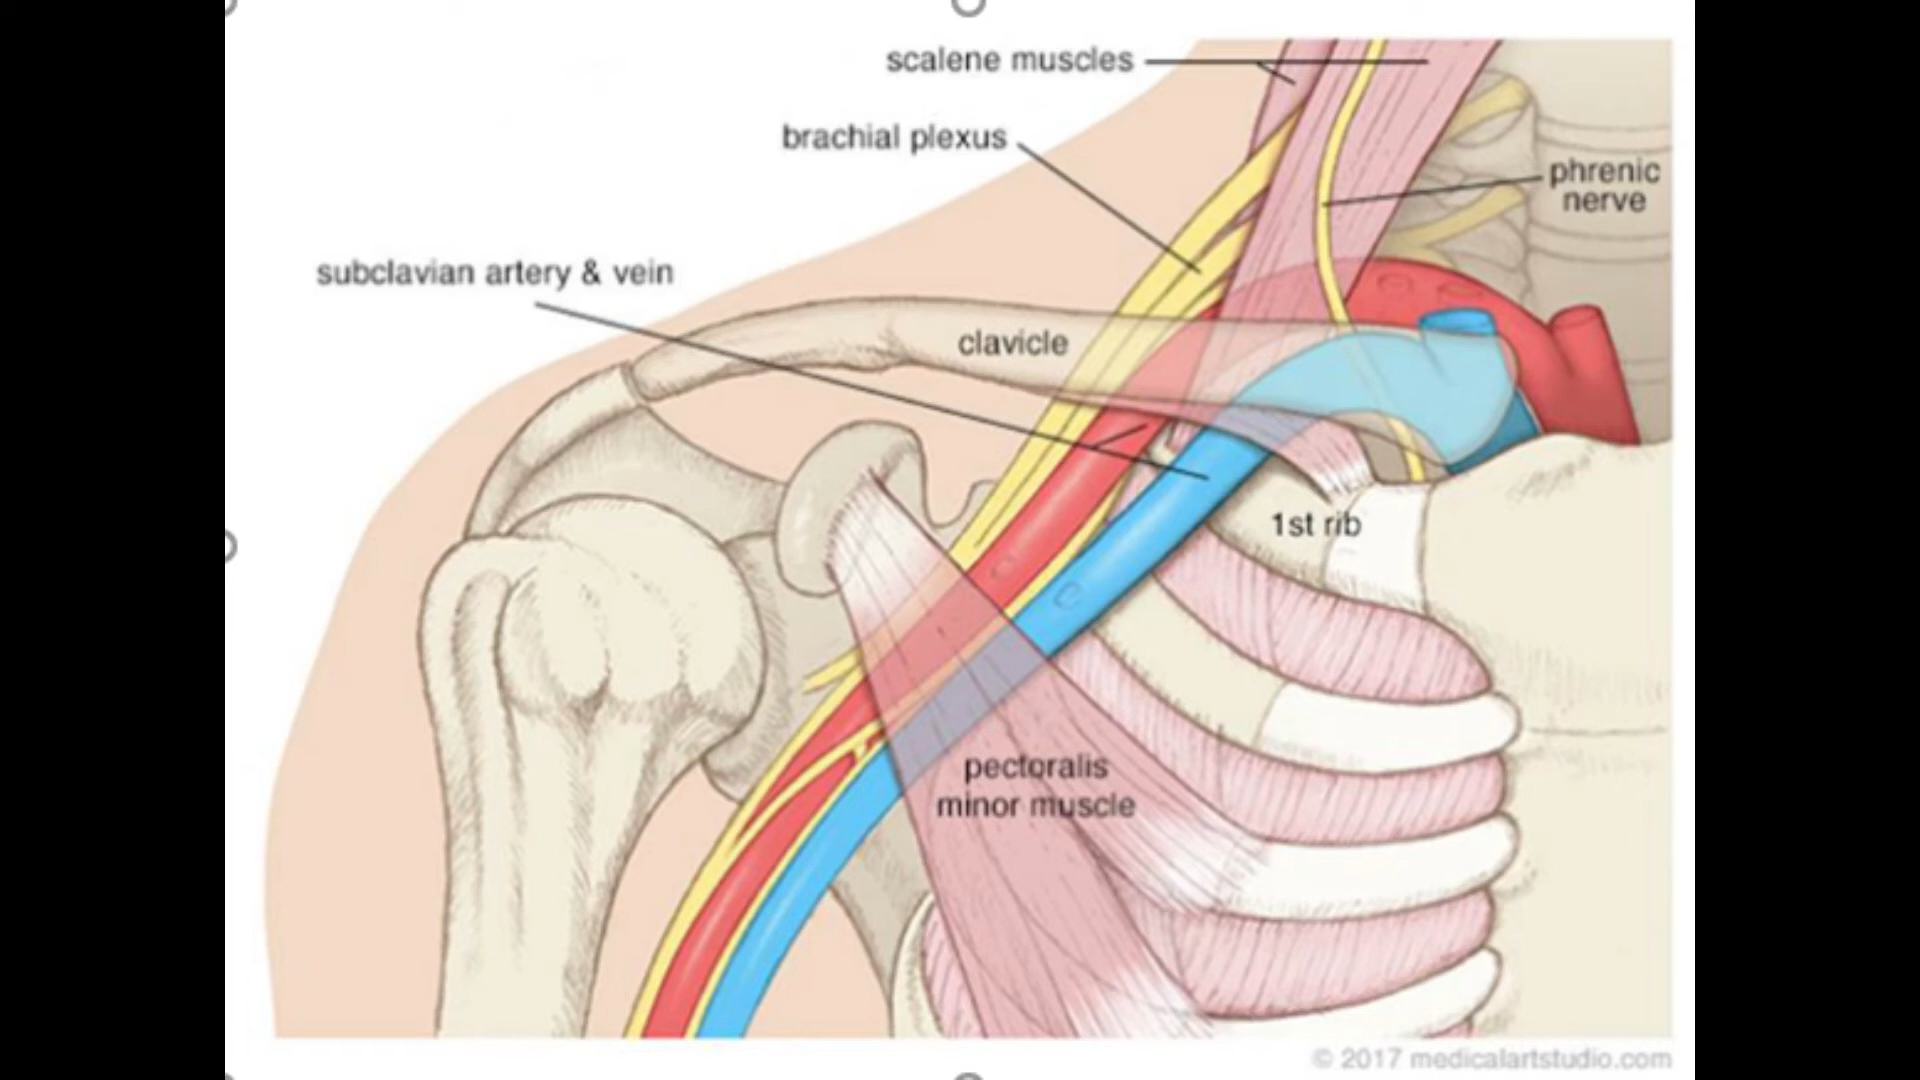 scalene muscles
brachial plexus
phrenic
nerve
subclavian artery & vein
clavicle
1st rib
pectoralis
minor muscle
© 2017 medicalartstudio.com